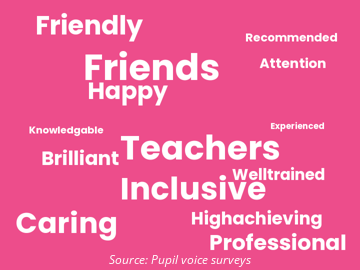 Friendly
Recommended
Friends
Attention
Happy
Experienced
Knowledgable
Teachers
Brilliant
Welltrained
Inclusive
Highachieving
Caring
Professional
Source: Pupil voice surveys